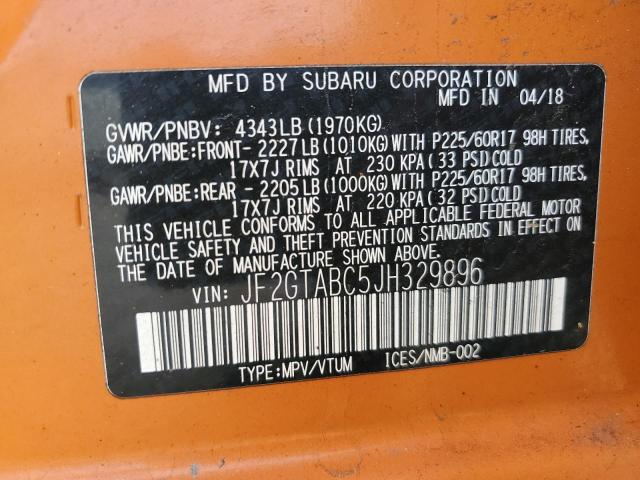 MFD BY SUBARU CORPORATION
MFD IN 04/18
GVWR/PNBV: 4343LB(1970KG)
GAWR/PNBE:FRONT- 2227LB(1010KG)WITH P225/60R17 98H TIRES,
17X7J RIMS AT 230 KPA(33 PSI)COLD
GAWR/PNBE:REAR - 2205LB(1000KG)WITH P225/60R17 98H TIRES,
17X7J RIMS AT 220 KPA(32 PSI)COLD
THIS VEHICLE CONFORMS TO ALL APPLICABLE FEDERAL MOTOR
VEHICLE SAFETY AND THEFT PREVENTION STANDARDS IN EFFECT ON
THE DATE OF MANUFACTURE SHOWN ABOVE.
VIN: JF2GTABC5JH329896
TYPE:MPV/VTUM ICES/NMB-002